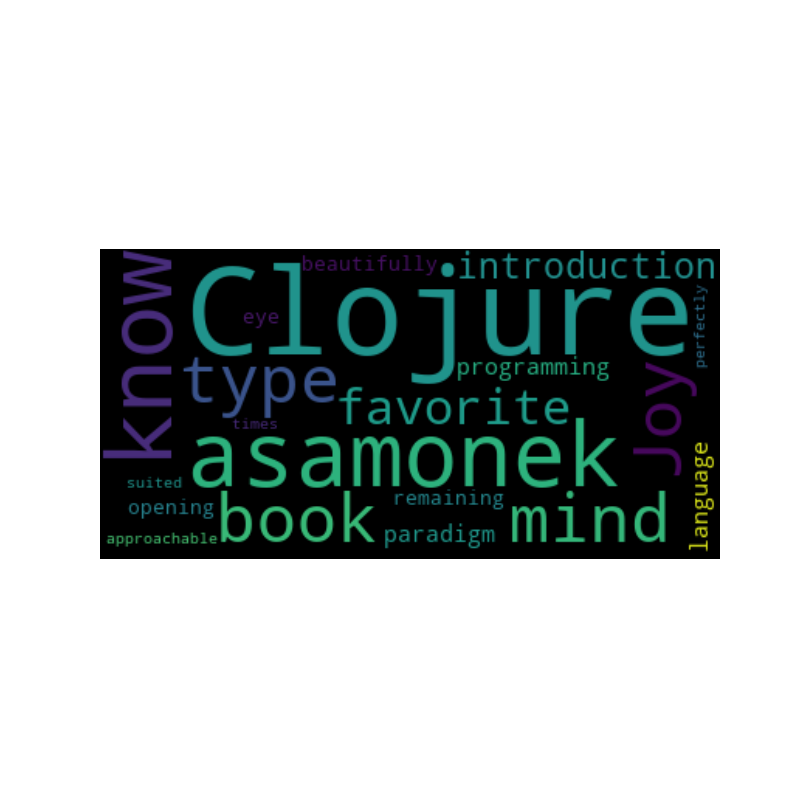 know
beautifully
introduction
Clojure
eye
perfectly
type
programming
favorite
Joy
times
asamonek
language
suited
opening
book
remaining
mind
paradigm
approachable